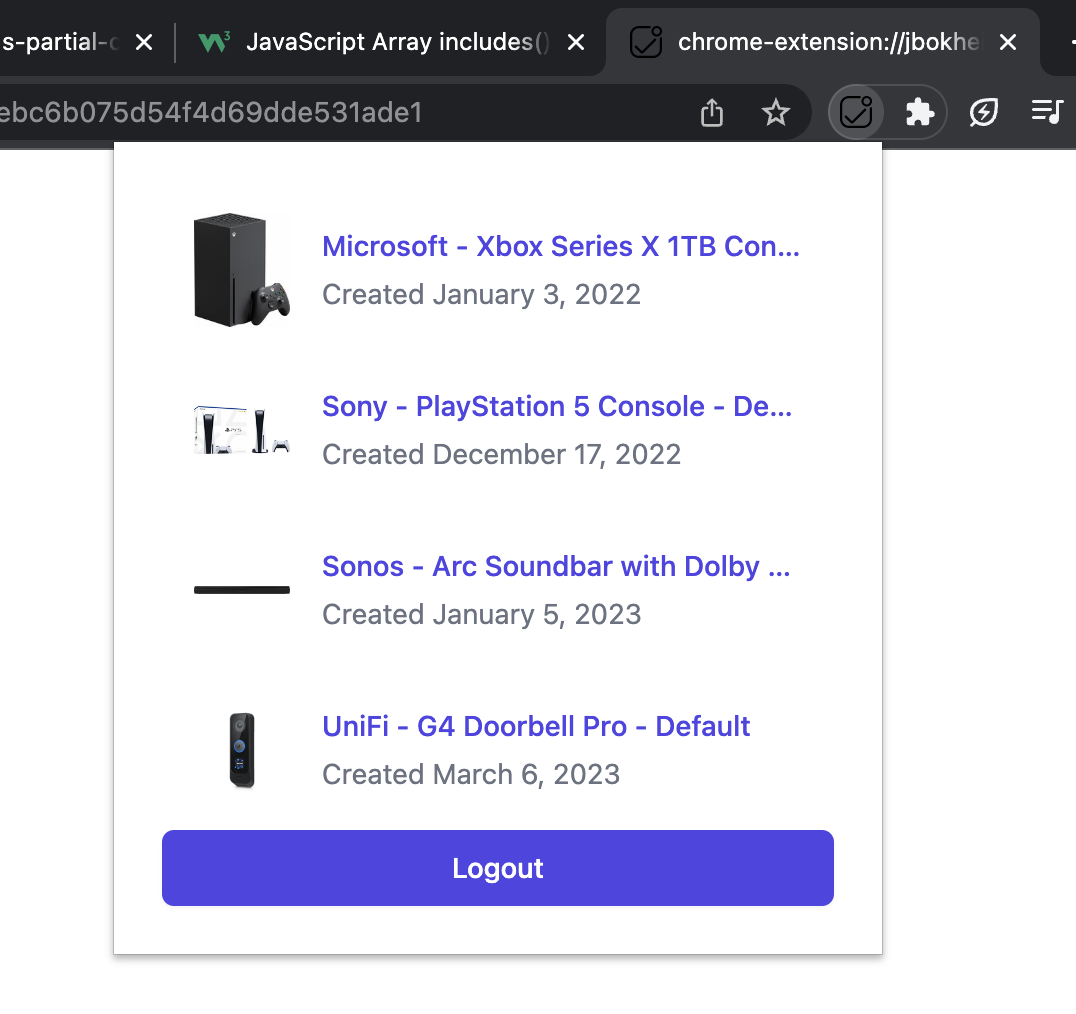 s-partial-c
JavaScript Array includes()
chrome-extension://jbokhe
ebc6b075d54f4d69dde531ade1
Microsoft - Xbox Series X 1TB Con...
Created January 3, 2022
Sony - PlayStation 5 Console - De...
Created December 17, 2022
Sonos - Arc Soundbar with Dolby ...
Created January 5, 2023
UniFi - G4 Doorbell Pro - Default
Created March 6, 2023
Logout